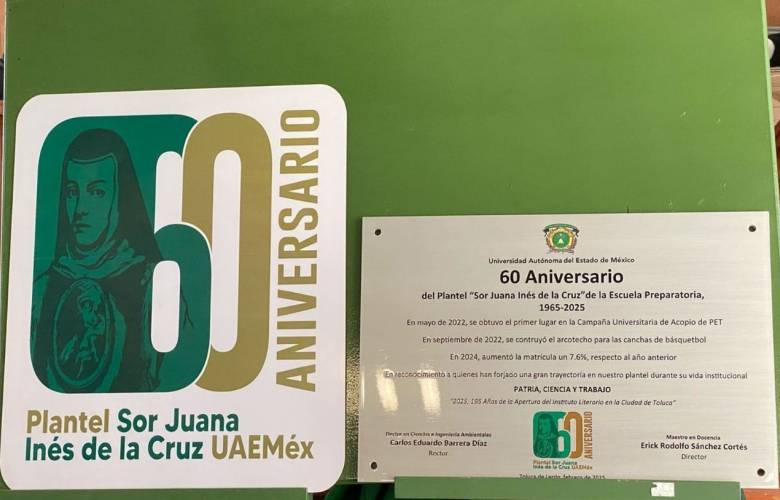 60
ANIVERSARIO
Plantel Sor Juana
Inés de la Cruz UAEMéx
Universidad Autónoma del Estado de México
60 Aniversario
del Plantel "Sor Juana Inés de la Cruz"de la Escuela Preparatoria,
1965-2025
En mayo de 2022, se obtuvo el primer lugar en la Campaña Universitaria de Acopio de PET
En septiembre de 2022, se contruyó el arcotecho para las canchas de básquetbol
En 2024, aumentó la matrícula un 7.6%, respecto al año anterior
En reconocimiento a quienes han forjado una gran trayectoria en nuestro plantel durante su vida institucional
PATRIA, CIENCIA Y TRABAJO
"2025, 195 Años de la Apertura del Instituto Literario en la Ciudad de Toluca"
Doctor en Ciencias e Ingeniería Ambientales
Carlos Eduardo Barrera Díaz
Rector
60
ANIVERSARIO
Plantel Sor Juana
Inés de la Cruz UAEMéx
Maestro en Docencia
Erick Rodolfo Sánchez Cortés
Director
Toluca de Lerdo, febrero de 2025